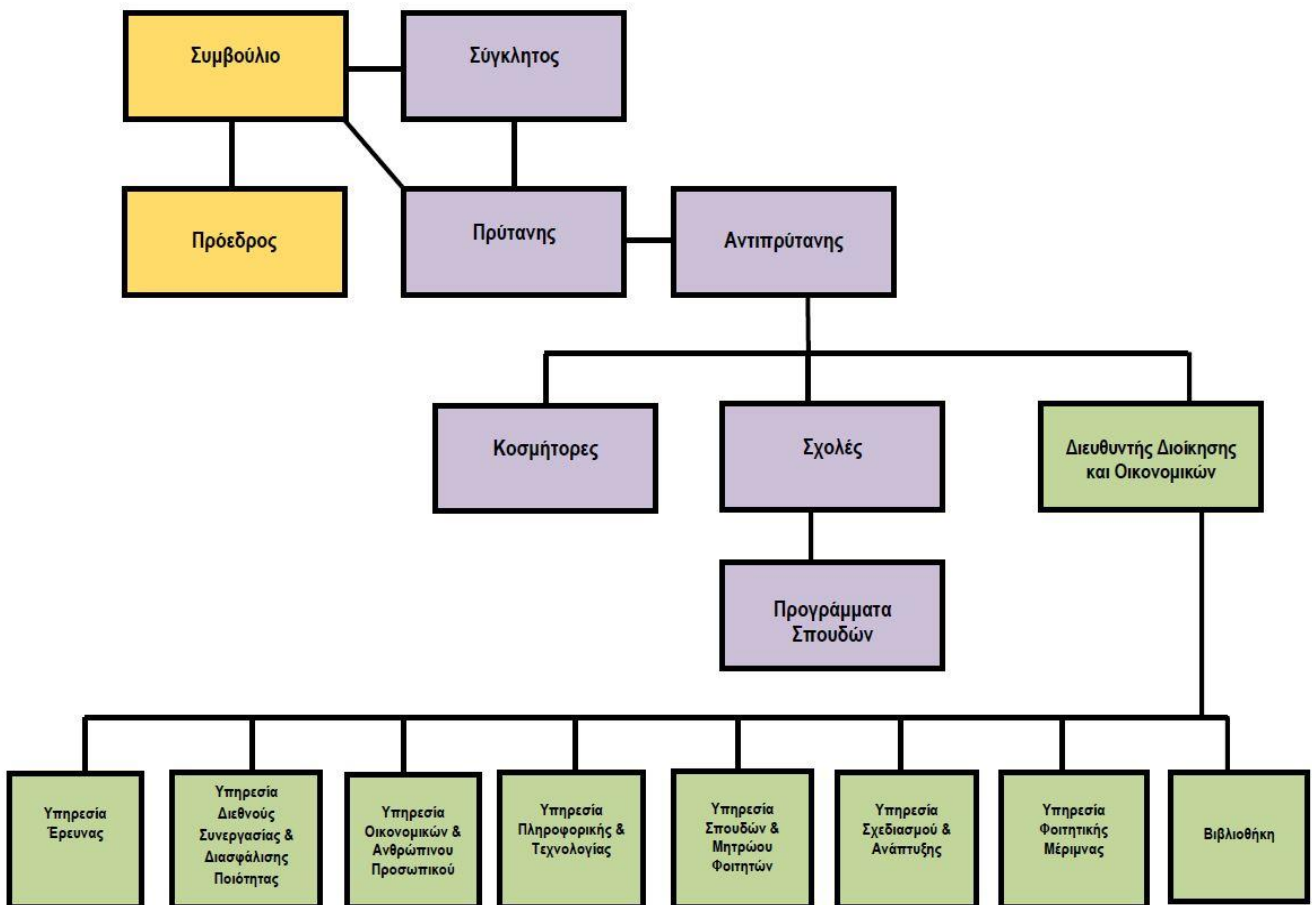 Συμβούλιο
Σύγκλητος
Πρόεδρος
Πρύτανης
Αντιπρύτανης
Κοσμήτορες
Σχολές
Διευθυντής Διοίκησης
και Οικονομικών
Προγράμματα
Σπουδών
Υπηρεσία
Έρευνας
Υπηρεσία
Διεθνούς
Συνεργασίας &
Διασφάλισης
Ποιότητας
Υπηρεσία
Οικονομικών &
Ανθρώπινου
Προσωπικού
Υπηρεσία
Πληροφορικής &
Τεχνολογίας
Υπηρεσία
Σπουδών &
Μητρώου
Φοιτητών
Υπηρεσία
Σχεδιασμού &
Ανάπτυξης
Υπηρεσία
Φοιτητικής
Μέριμνας
Βιβλιοθήκη